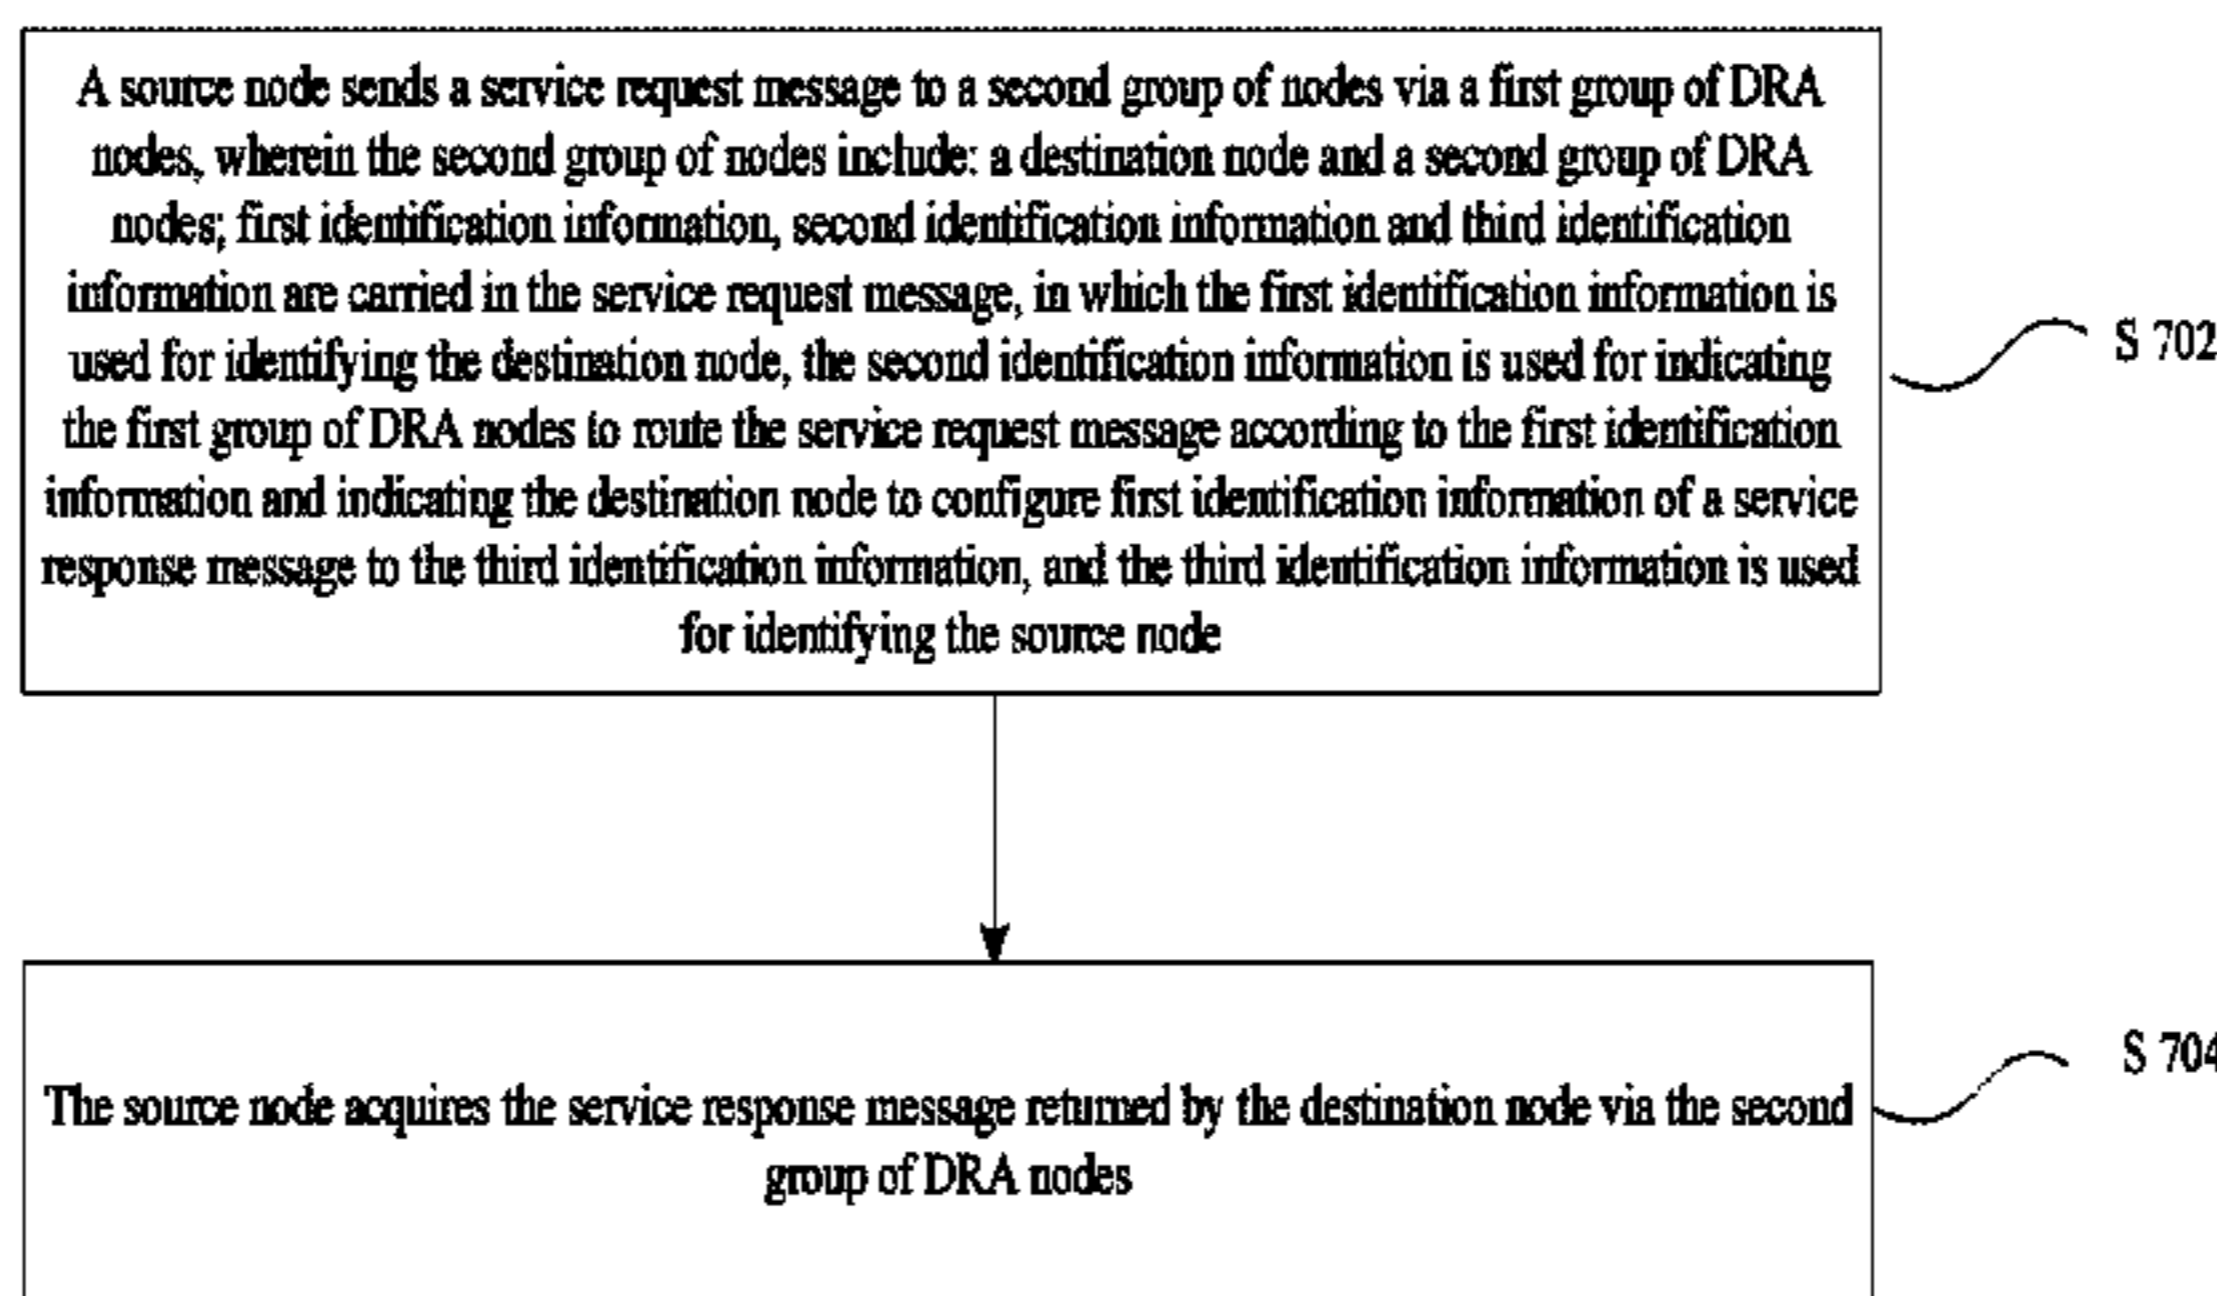 A source node sends a service request message to a second group of nodes via a first group of DRA
nodes, wherein the second group of nodes include: a destination node and a second group of DRA
nodes; first identification information, second identification information and third identification
information are carried in the service request message, in which the first identification information is
used for identifying the destination node, the second identification information is used for indicating
the first group of DRA nodes to route the service request message according to the first identification
information and indicating the destination node to configure first identification information of a service
response message to the third identification information, and the third identification information is used
for identifying the source node
S 702
The source node acquires the service response message returned by the destination node via the second
group of DRA nodes
S 704